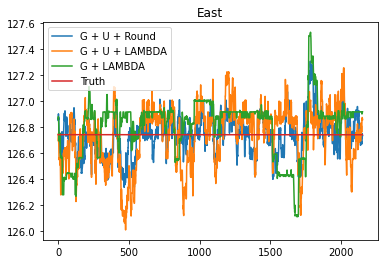 East
G + U + Round
G + U + LAMBDA
G + LAMBDA
Truth
127.6
127.4
127.2
127.0
126.8
126.6
126.4
126.2
126.0
0 500 1000 1500 2000